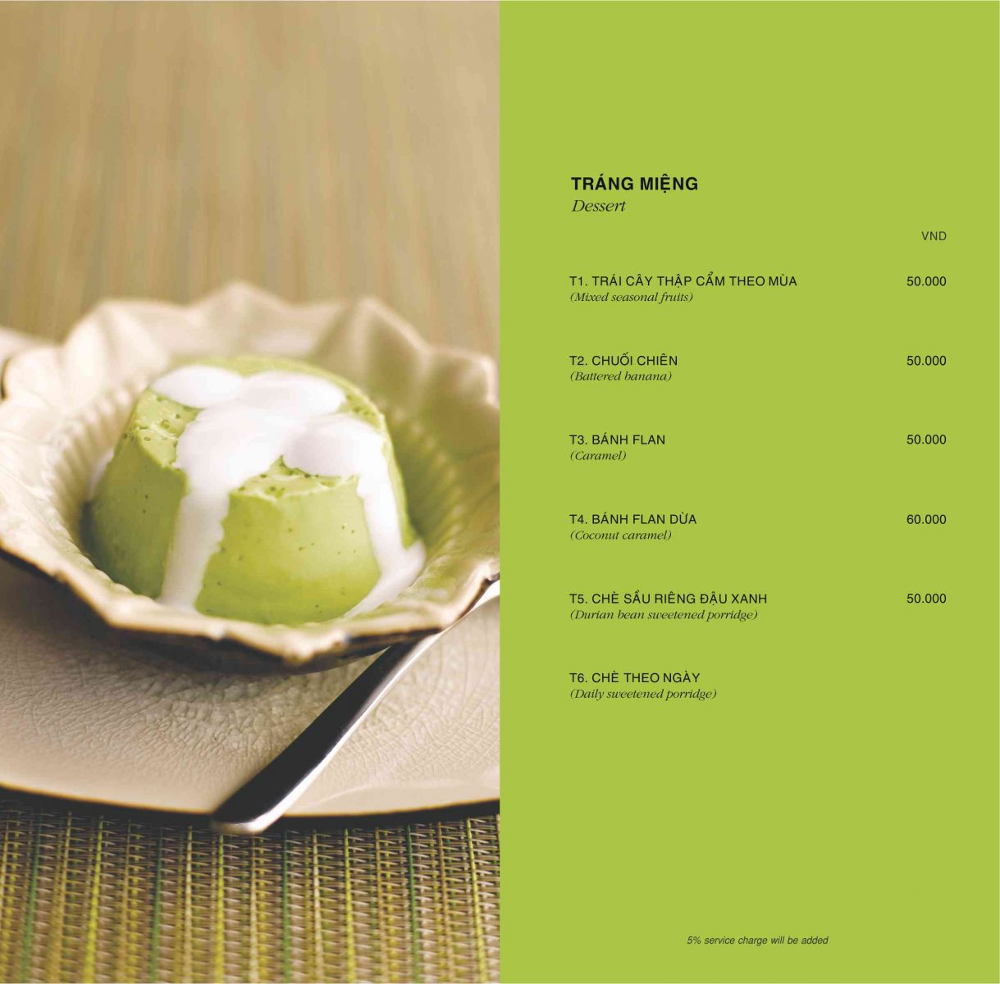 TRÁNG MIỆNG
Dessert
VND
T1. TRÁI CÂY THẬP CẨM THEO MÙA 50.000
(Mixed seasonal fruits)
T2. CHUỐI CHIÊN 50.000
(Battered banana)
T3. BÁNH FLAN 50.000
(Caramel)
T4. BÁNH FLAN DỪA 60.000
(Coconut caramel)
T5. CHÈ SẦU RIÊNG ĐẬU XANH 50.000
(Durian bean sweetened porridge)
T6. CHÈ THEO NGÀY
(Daily sweetened porridge)
5% service charge will be added